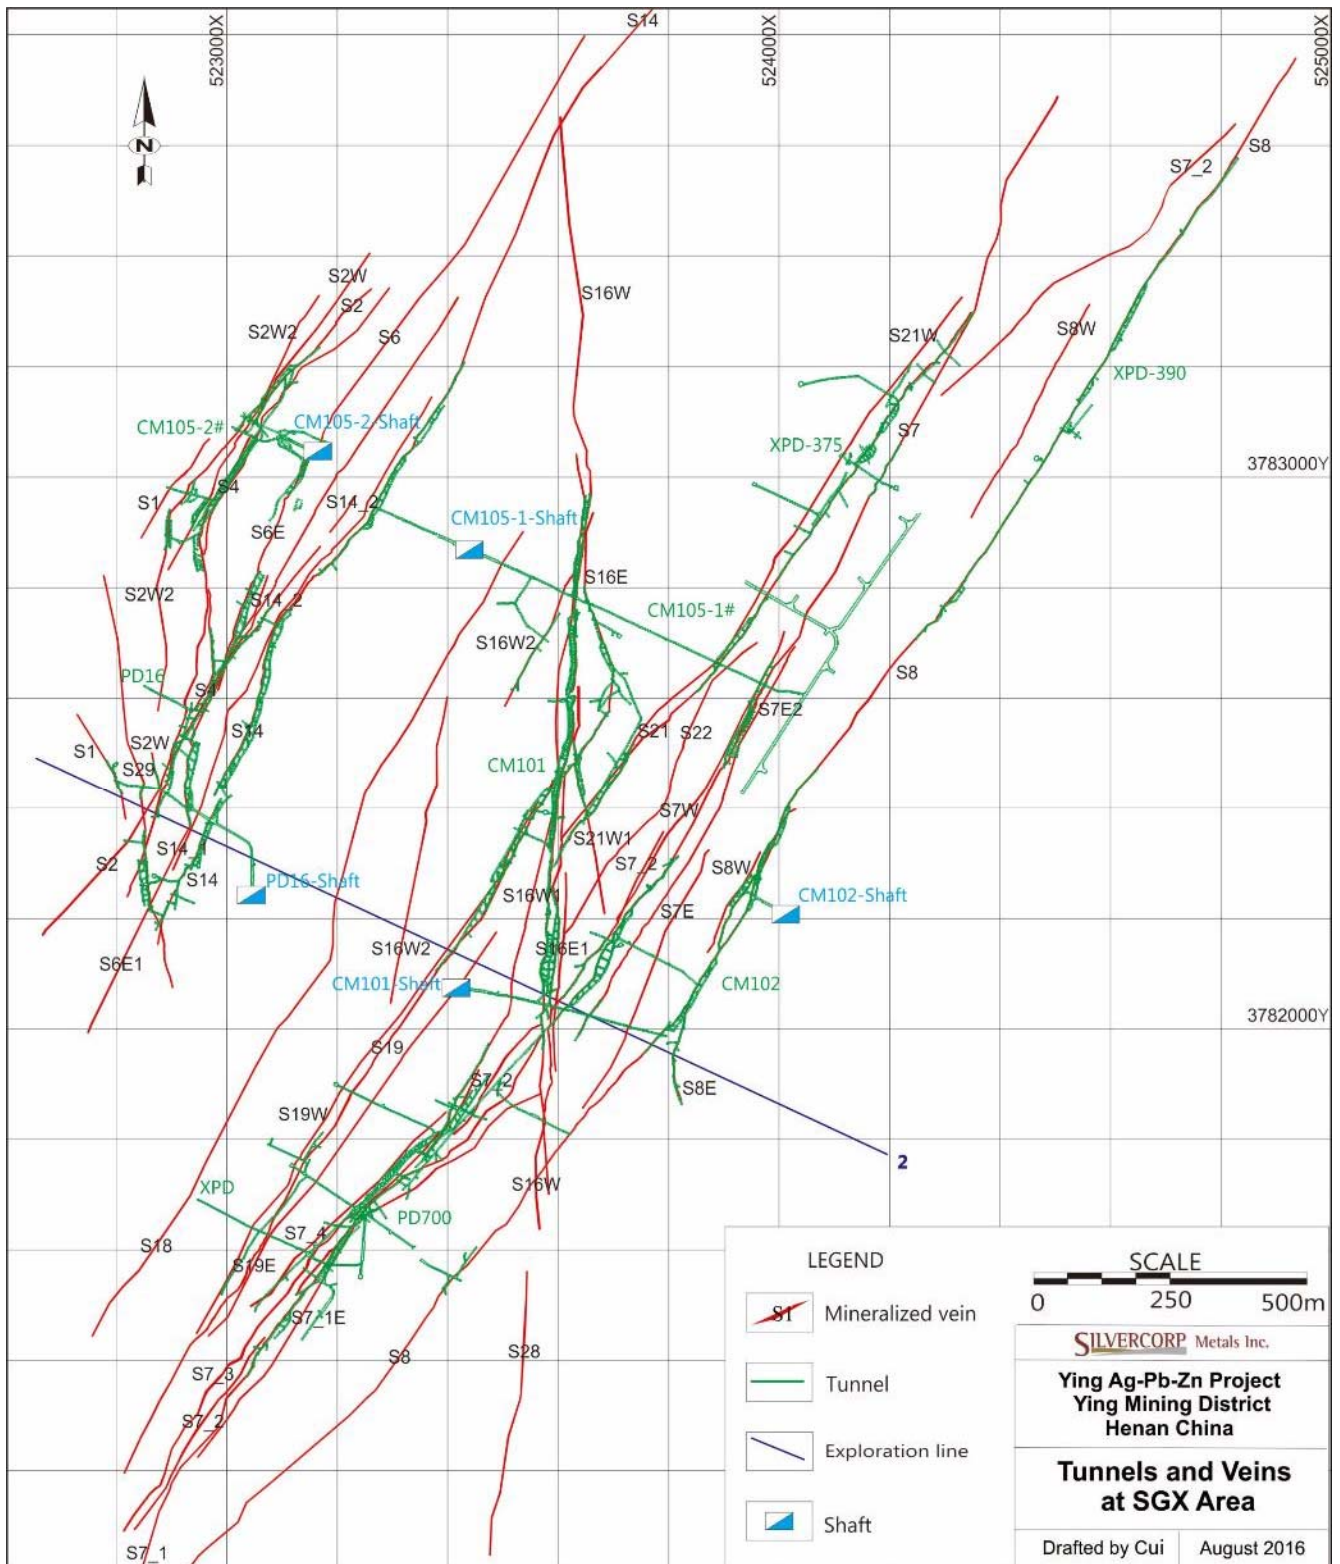 523000X
524000X
525000X
S14
N
S8
S7_2
S2W
S16W
S2
S2W2
S6
S21W
S8W
XPD-390
CM105-2#
CM105-2-Shaft
S7
XPD-375
3783000Y
S4
S1
S14_2
CM105-1-Shaft
S6E
S16E
S2W2
S14_2
CM105-1#
S16W2
S8
PD16
S4
S7E2
S14
S21
S22
S1
S2W
S29
CM101
S7W
S14_1
S21W1
S2
S7_2
S8W
S14
PD16-Shaft
S16W1
CM102-Shaft
S7E
S6E1
S16W2
S16E1
CM101-Shaft
CM102
3782000Y
S19
S7_2
S8E
S19W
2
XPD
S16W
PD700
S7_4
S18
S19E
S7_1E
S8
S28
S7_3
S7_2
S7_1
LEGEND
S1
Mineralized vein
Tunnel
Exploration line
Shaft
SCALE
0 250 500m
SILVERCORP Metals Inc.
Ying Ag-Pb-Zn Project
Ying Mining District
Henan China
Tunnels and Veins
at SGX Area
Drafted by Cui
August 2016